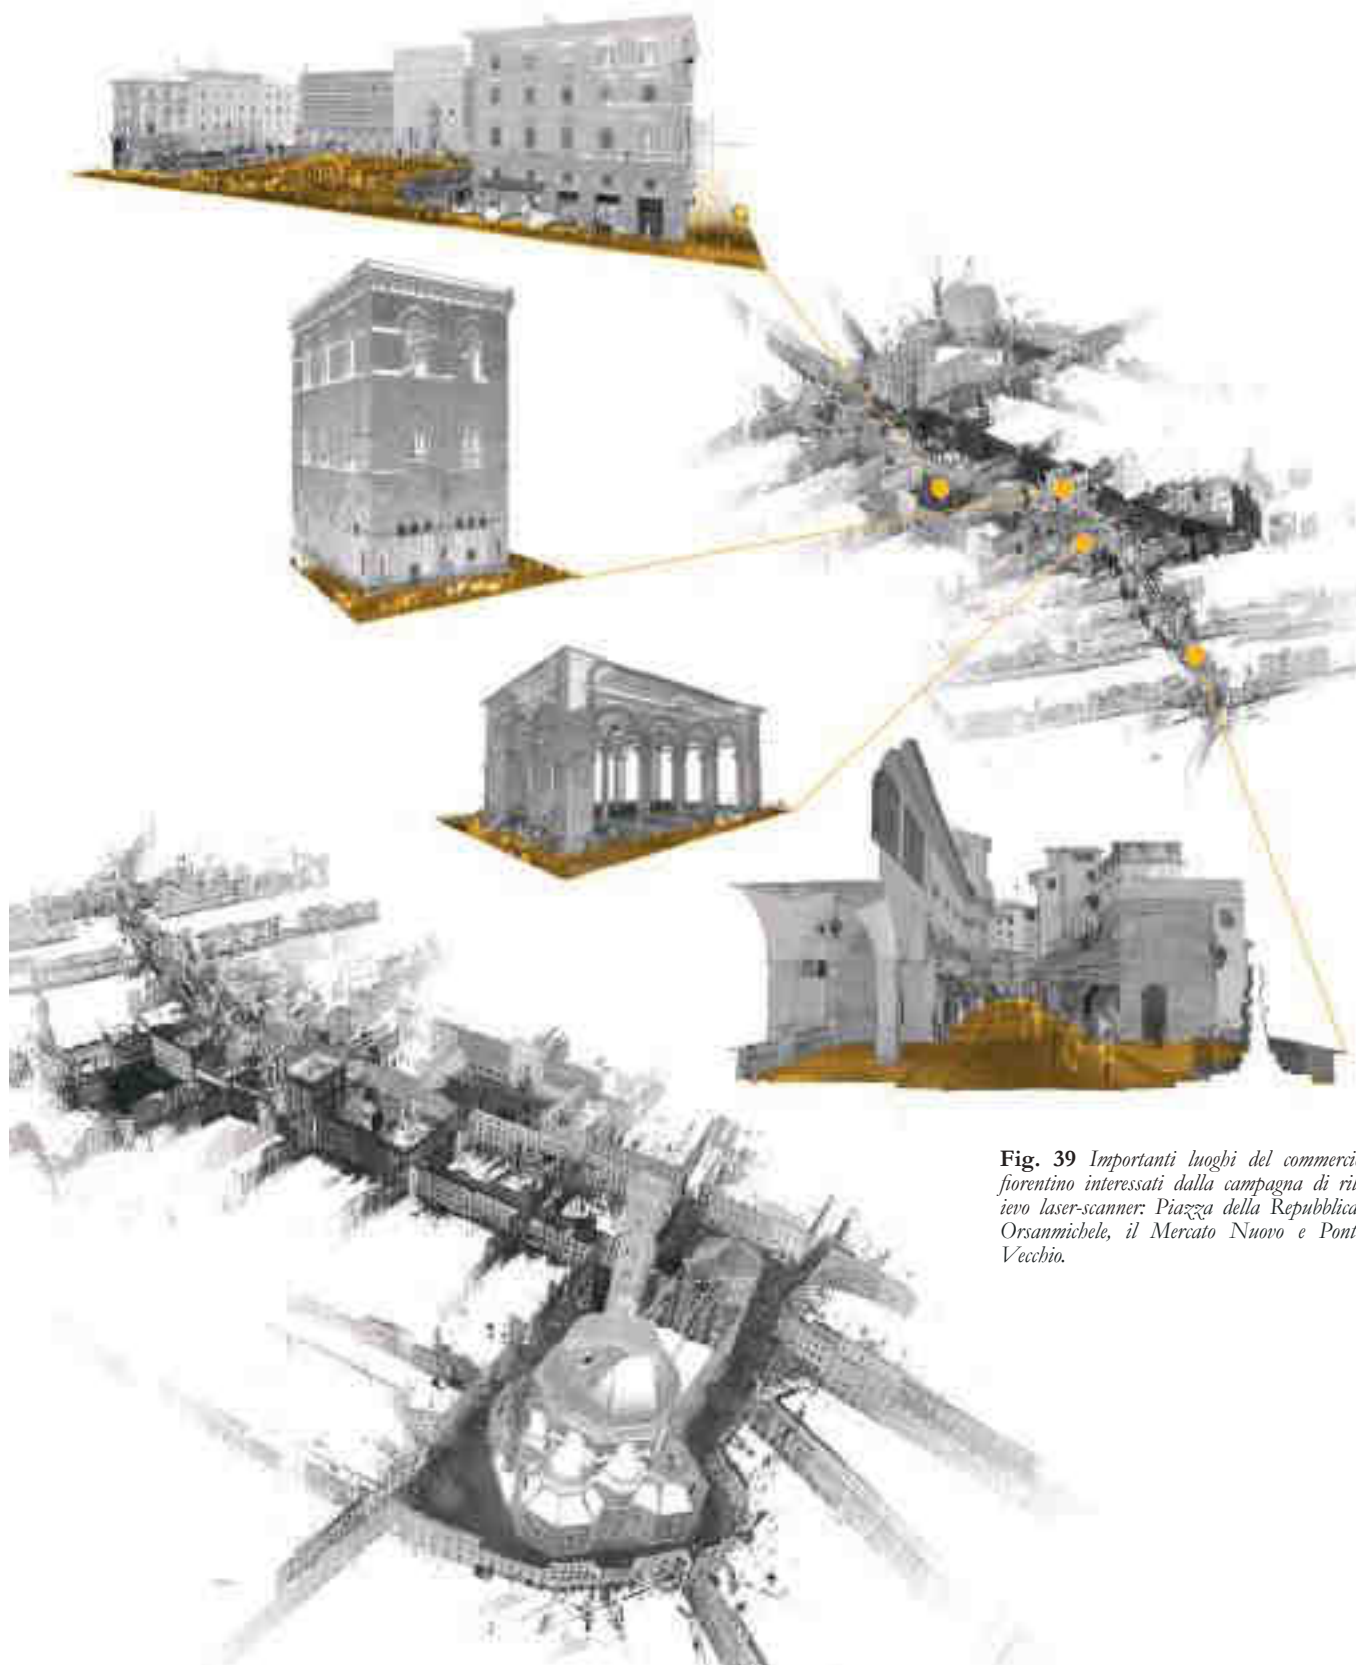 Fig. 39 Importanti luoghi del commerci
fiorentino interessati dalla campagna di ril
ievo laser-scanner: Piazza della Repubblica
Orsanmichele, il Mercato Nuovo e Pont
Vecchio.